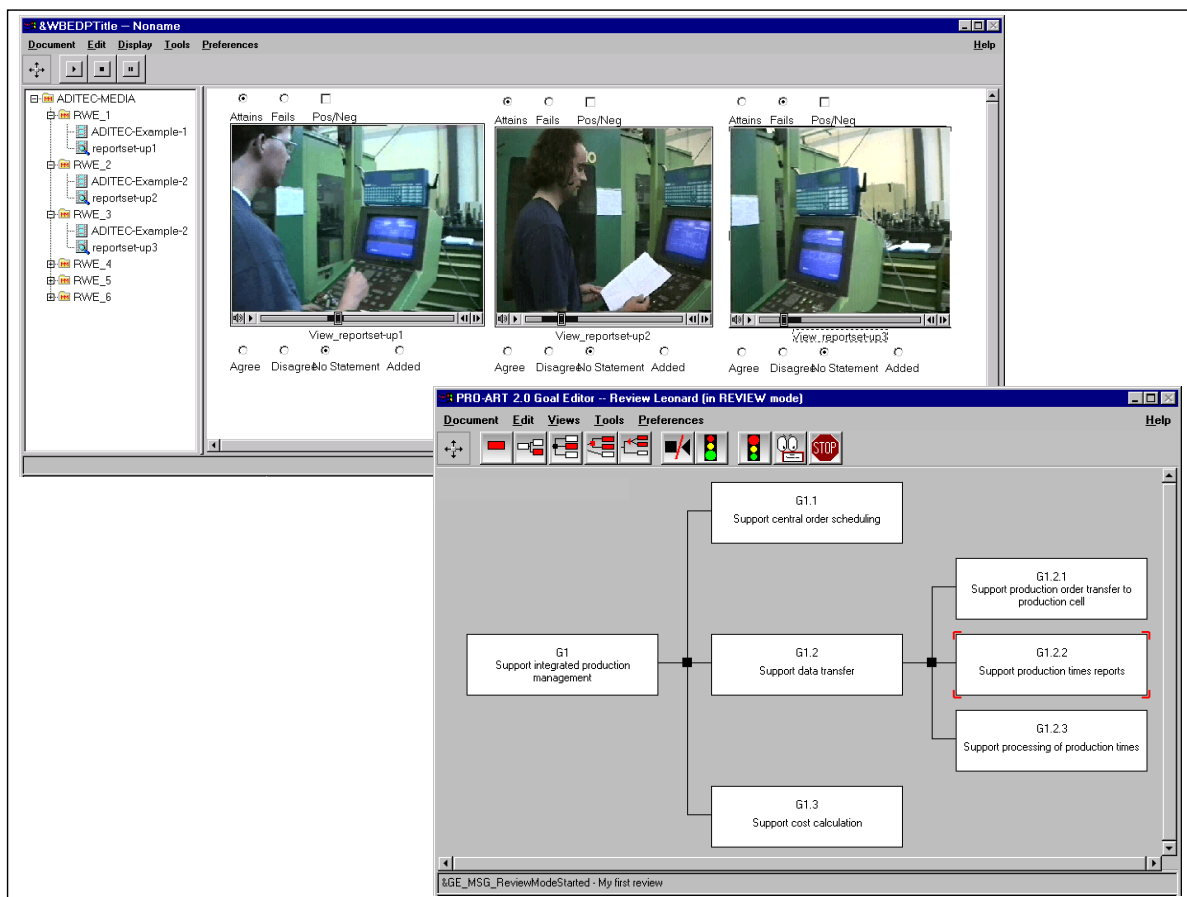 &WBEDPTitle -- Noname
Document Edit Display Tools Preferences Help
ADITEC-MEDIA
RWE_1
ADITEC-Example-1
reportset-up1
RWE_2
ADITEC-Example-2
reportset-up2
RWE_3
ADITEC-Example-2
reportset-up3
RWE_4
RWE_5
RWE_6
Attains Fails Pos/Neg
Attains Fails Pos/Neg
Attains Fails Pos/Neg
View_reportset-up1
View_reportset-up2
View_reportset-up3
Agree Disagree No Statement Added
Agree Disagree No Statement Added
Agree Disagree No Statement Added
PRO-ART 2.0 Goal Editor -- Review Leonard (in REVIEW mode)
Document Edit Views Tools Preferences Help
STOP
G1
Support integrated production
management
G1.1
Support central order scheduling
G1.2
Support data transfer
G1.3
Support cost calculation
G1.2.1
Support production order transfer to
production cell
G1.2.2
Support production times reports
G1.2.3
Support processing of production times
&GE_MSG_ReviewModeStarted - My first review